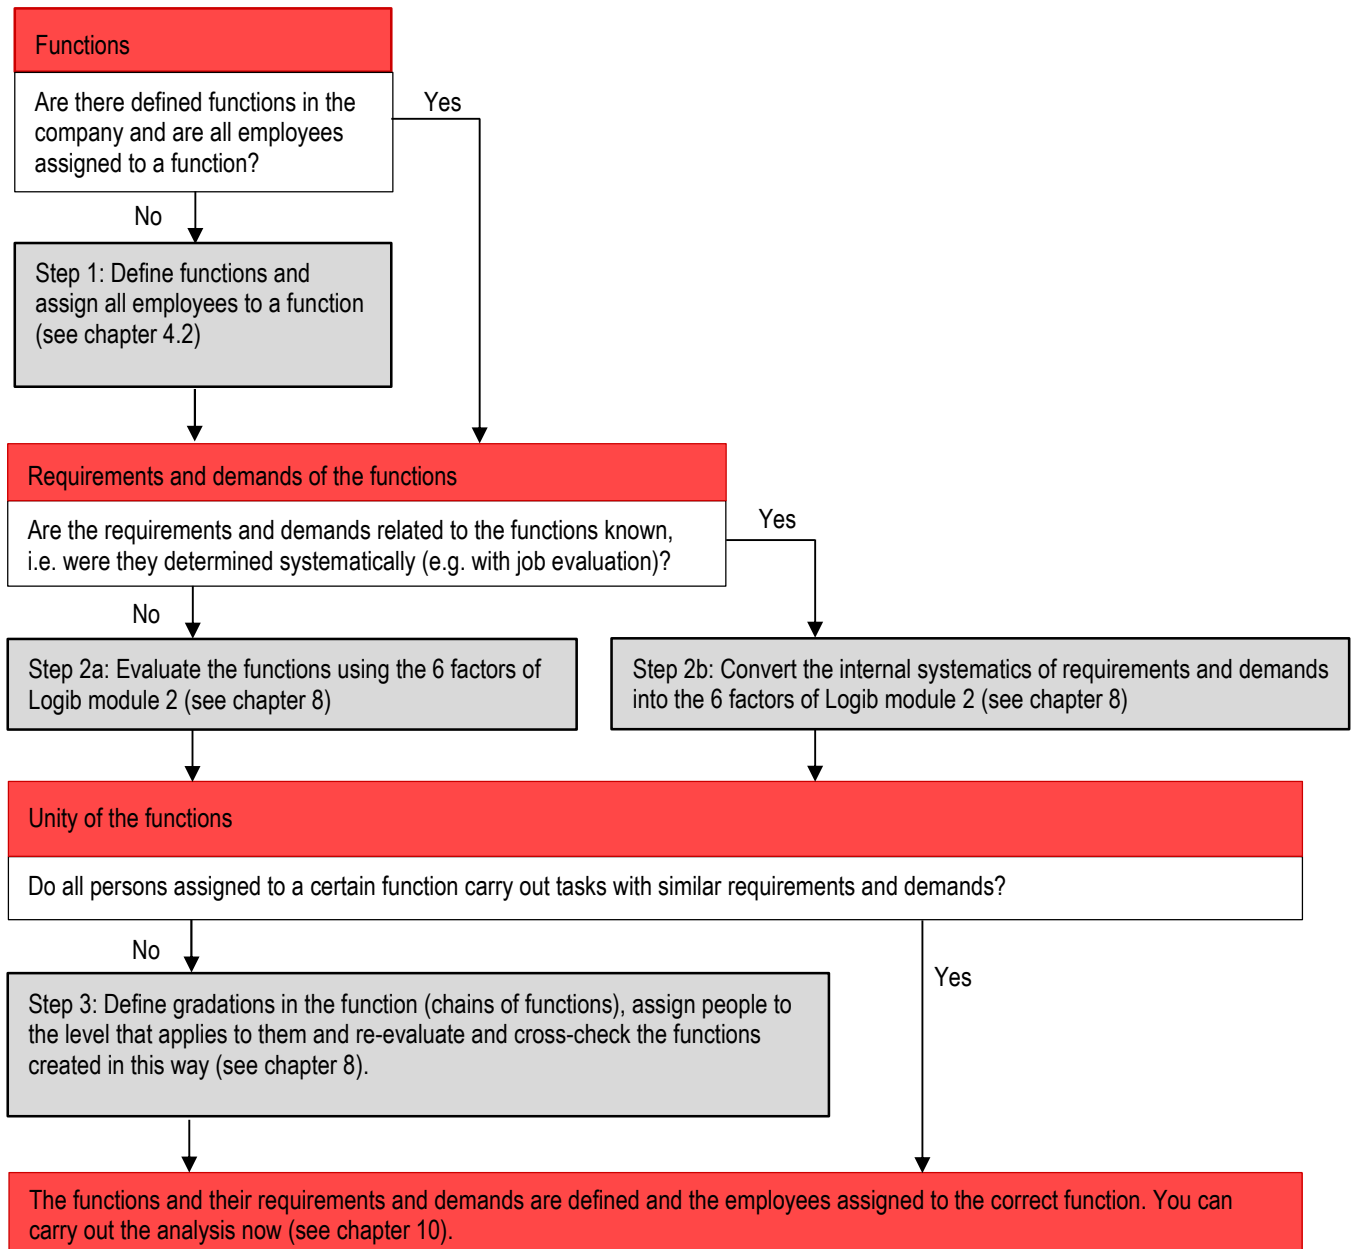 Functions
Are there defined functions in the
company and are all employees
assigned to a function?
Yes
No
Step 1: Define functions and
assign all employees to a function
(see chapter 4.2)
Requirements and demands of the functions
Are the requirements and demands related to the functions known,
i.e. were they determined systematically (e.g. with job evaluation)?
Yes
No
Step 2a: Evaluate the functions using the 6 factors of
Logib module 2 (see chapter 8)
Step 2b: Convert the internal systematics of requirements and demands
into the 6 factors of Logib module 2 (see chapter 8)
Unity of the functions
Do all persons assigned to a certain function carry out tasks with similar requirements and demands?
No
Yes
Step 3: Define gradations in the function (chains of functions), assign people to
the level that applies to them and re-evaluate and cross-check the functions
created in this way (see chapter 8).
The functions and their requirements and demands are defined and the employees assigned to the correct function. You can
carry out the analysis now (see chapter 10).